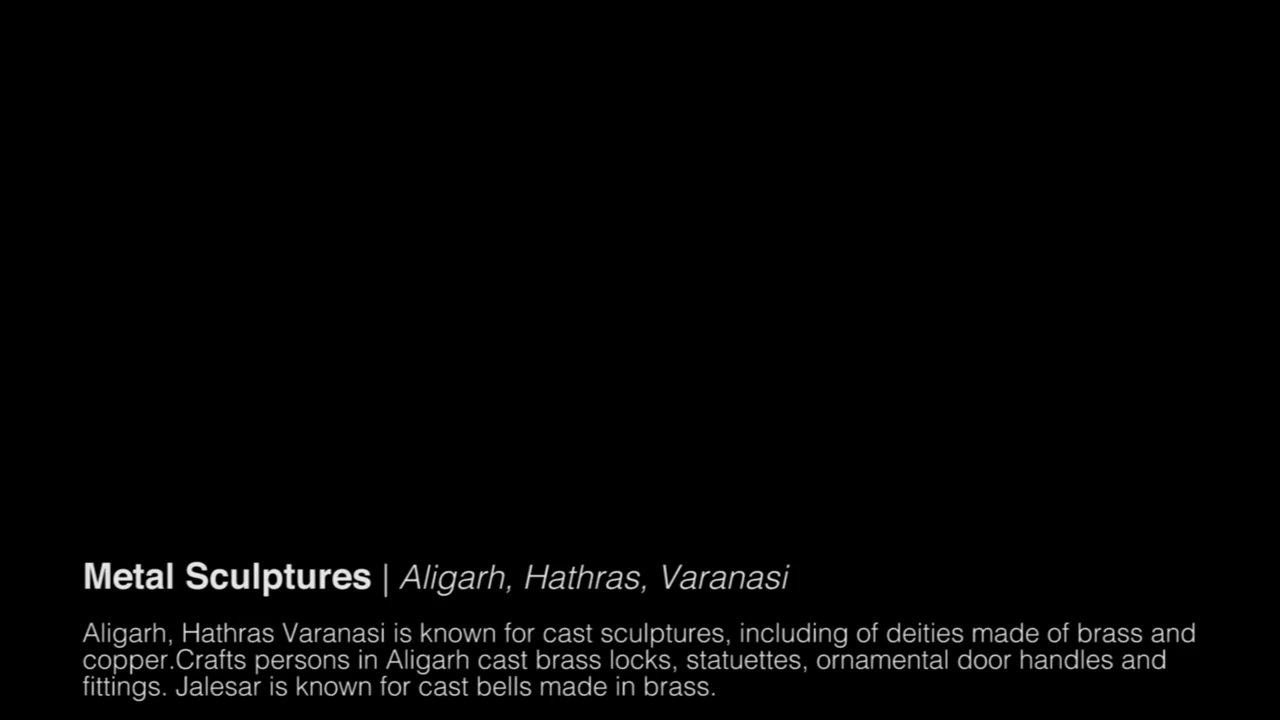 Metal Sculptures | Aligarh, Hathras, Varanasi
Aligarh, Hathras Varanasi is known for cast sculptures, including of deities made of brass and
copper.Crafts persons in Aligarh cast brass locks, statuettes, ornamental door handles and
fittings. Jalesar is known for cast bells made in brass.